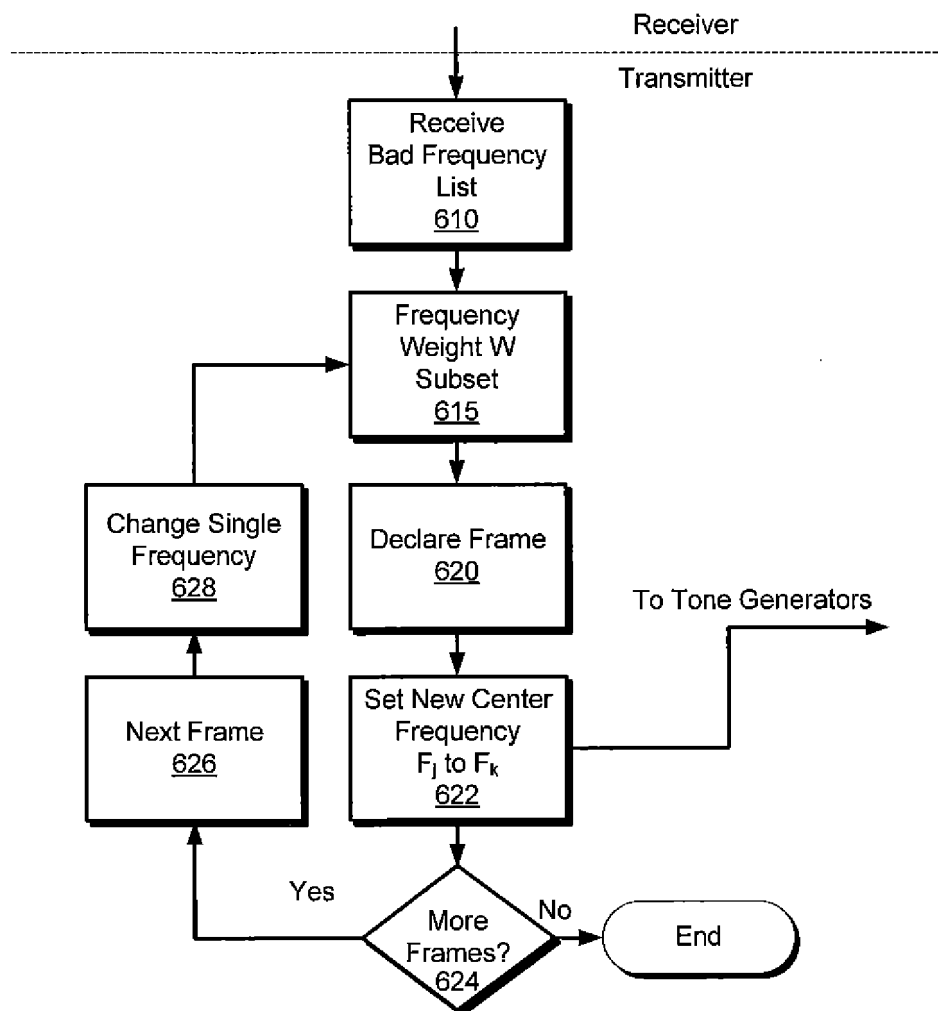 Receiver
Transmitter
Receive
Bad Frequency
List
610
Frequency
Weight W
Subset
615
Change Single
Frequency
628
Declare Frame
620
To Tone Generators
Next Frame
626
Set New Center
Frequency
Fj to Fk
622
Yes
More
Frames?
624
No
End